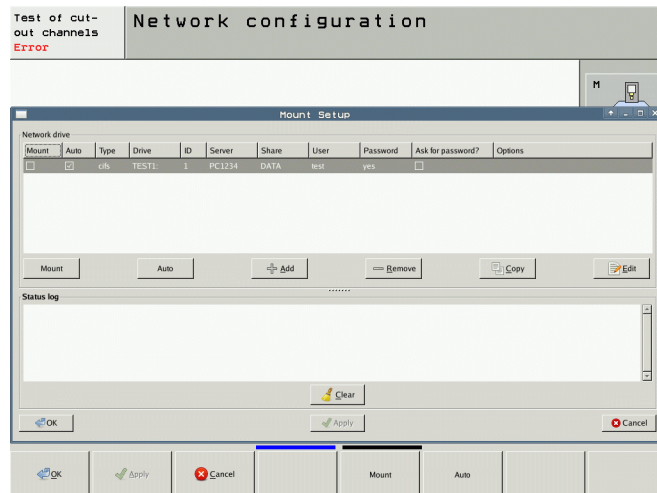 Test of cut-
out channels
Error
Network configuration
M
Mount Setup
Network drive
Mount Auto Type Drive ID Server Share User Password Ask for password? Options
cifs TEST1: 1 PC1234 DATA test yes
Mount Auto Add Remove Copy Edit
Status log
Clear
OK Apply Cancel
OK Apply Cancel Mount Auto